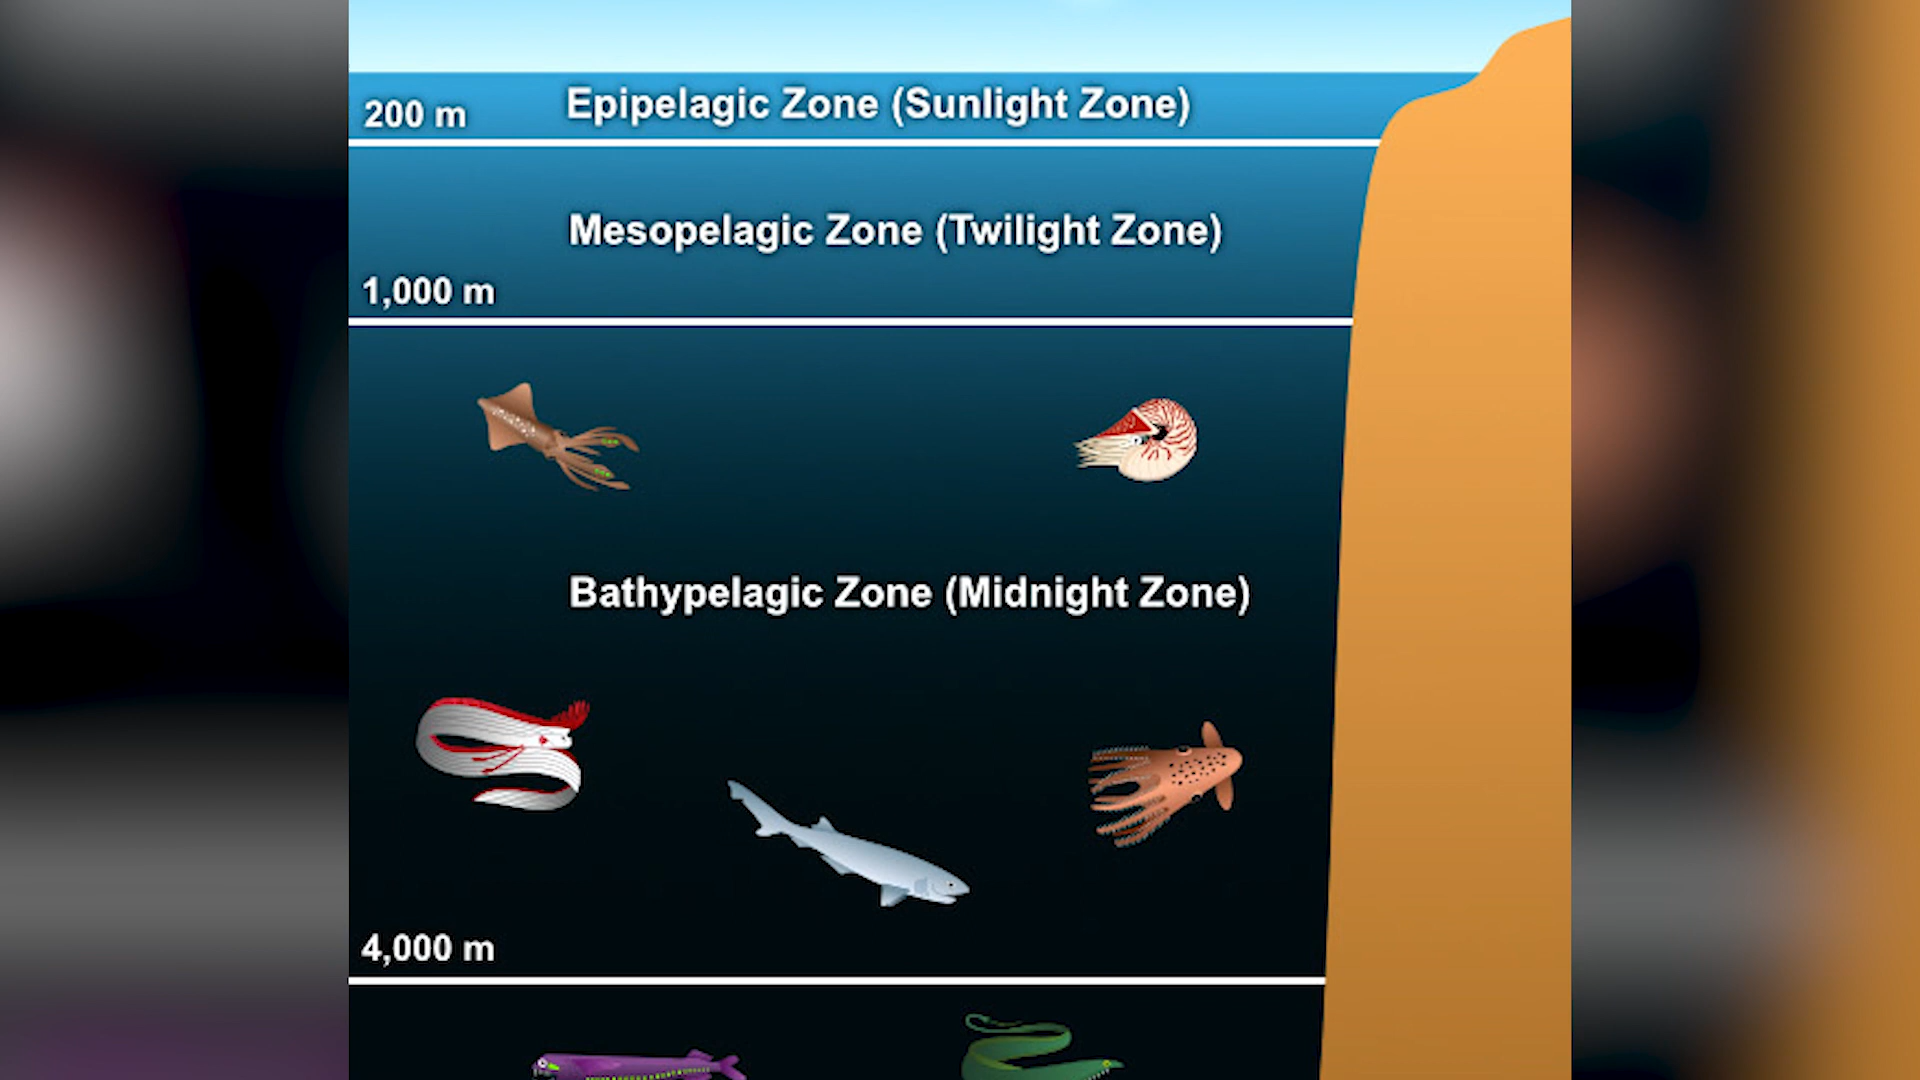 Epipelagic Zone (Sunlight Zone)
200 m
Mesopelagic Zone (Twilight Zone)
1,000 m
Bathypelagic Zone (Midnight Zone)
4,000 m